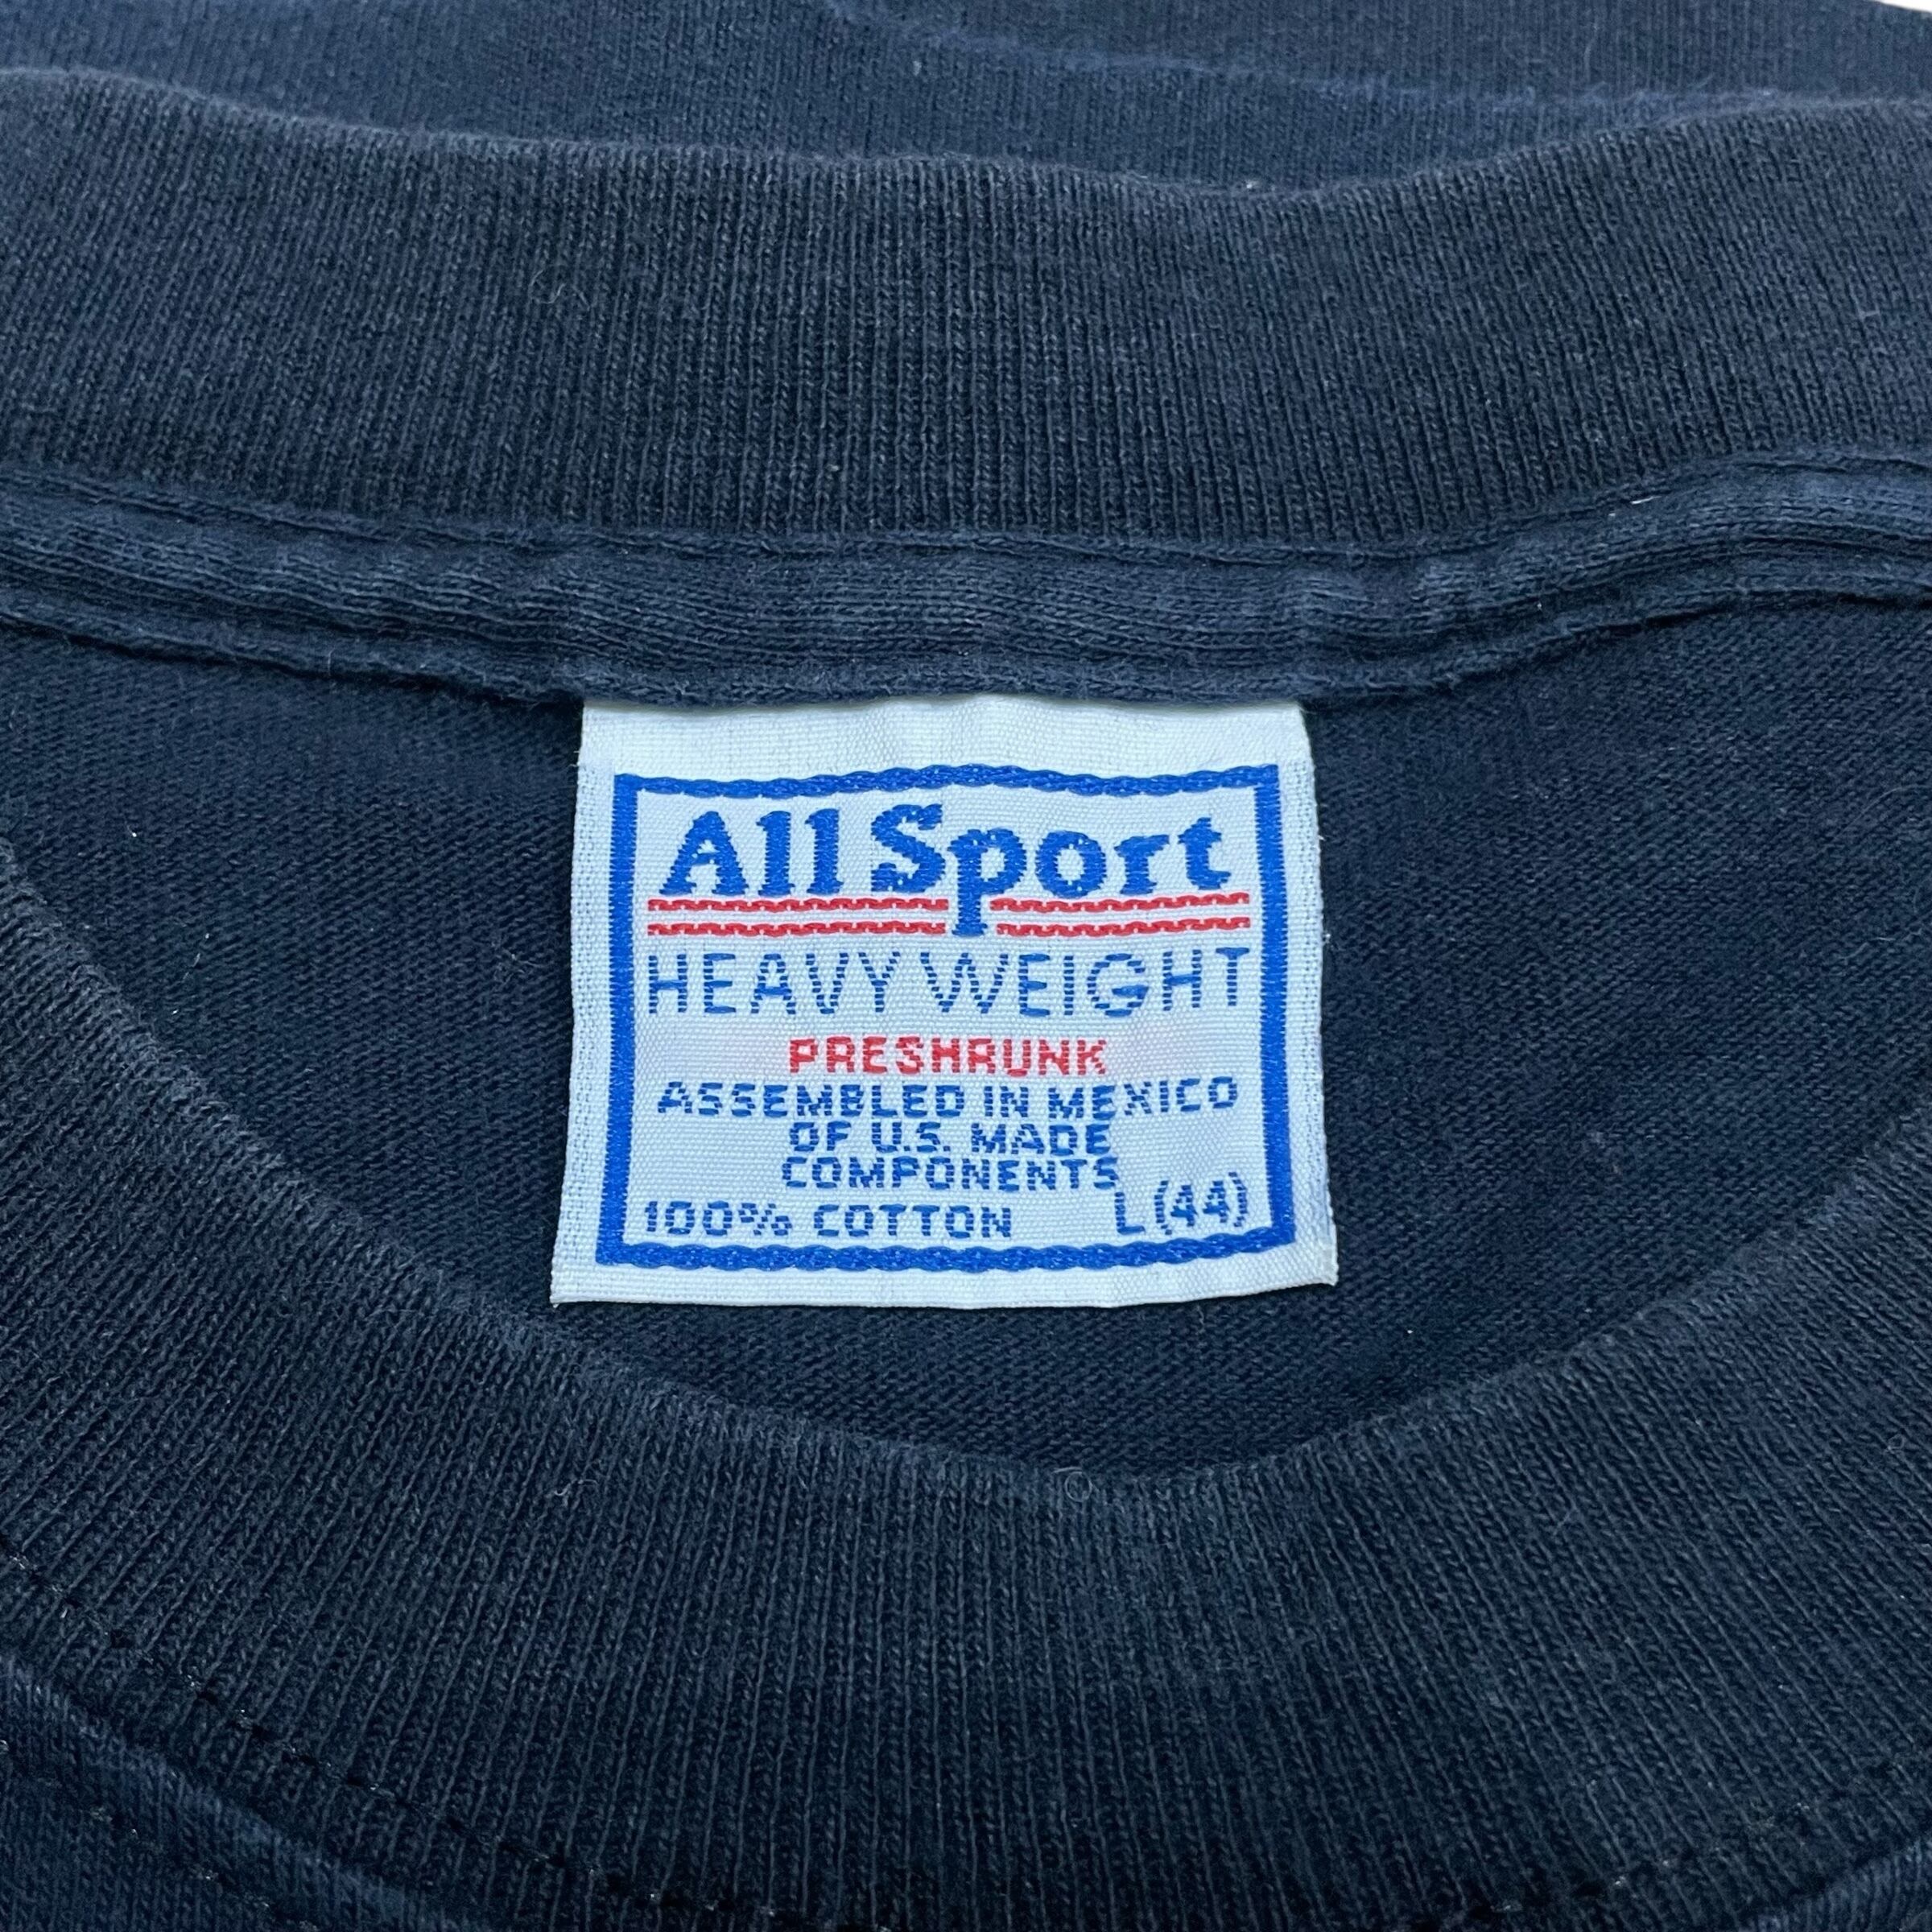 All Sport
HEAVY WEIGHT
PRESHRUNK
ASSEMBLED IN MEXICO
OF U.S. MADE
COMPONENTS
100% COTTON L (44)